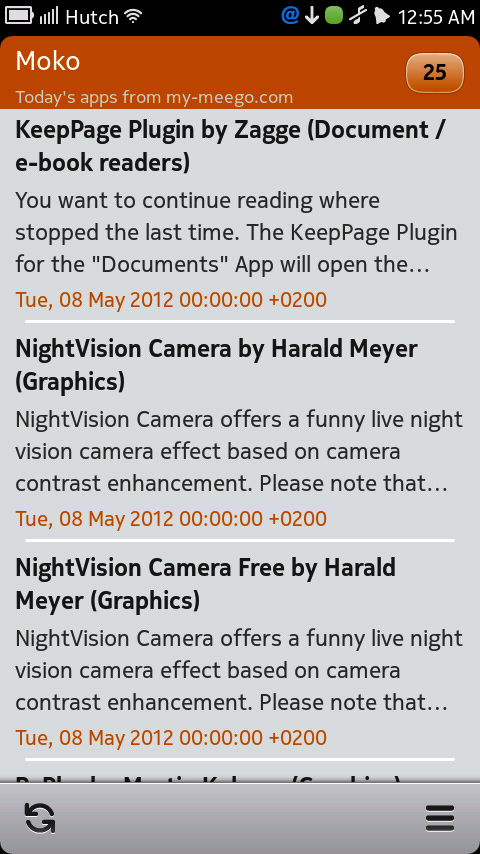 Hutch
@
12:55 AM
Moko
25
Today's apps from my-meego.com
KeepPage Plugin by Zagge (Document /
e-book readers)
You want to continue reading where
stopped the last time. The KeepPage Plugin
for the "Documents" App will open the...
Tue, 08 May 2012 00:00:00 +0200
NightVision Camera by Harald Meyer
(Graphics)
NightVision Camera offers a funny live night
vision camera effect based on camera
contrast enhancement. Please note that...
Tue, 08 May 2012 00:00:00 +0200
NightVision Camera Free by Harald
Meyer (Graphics)
NightVision Camera offers a funny live night
vision camera effect based on camera
contrast enhancement. Please note that...
Tue, 08 May 2012 00:00:00 +0200